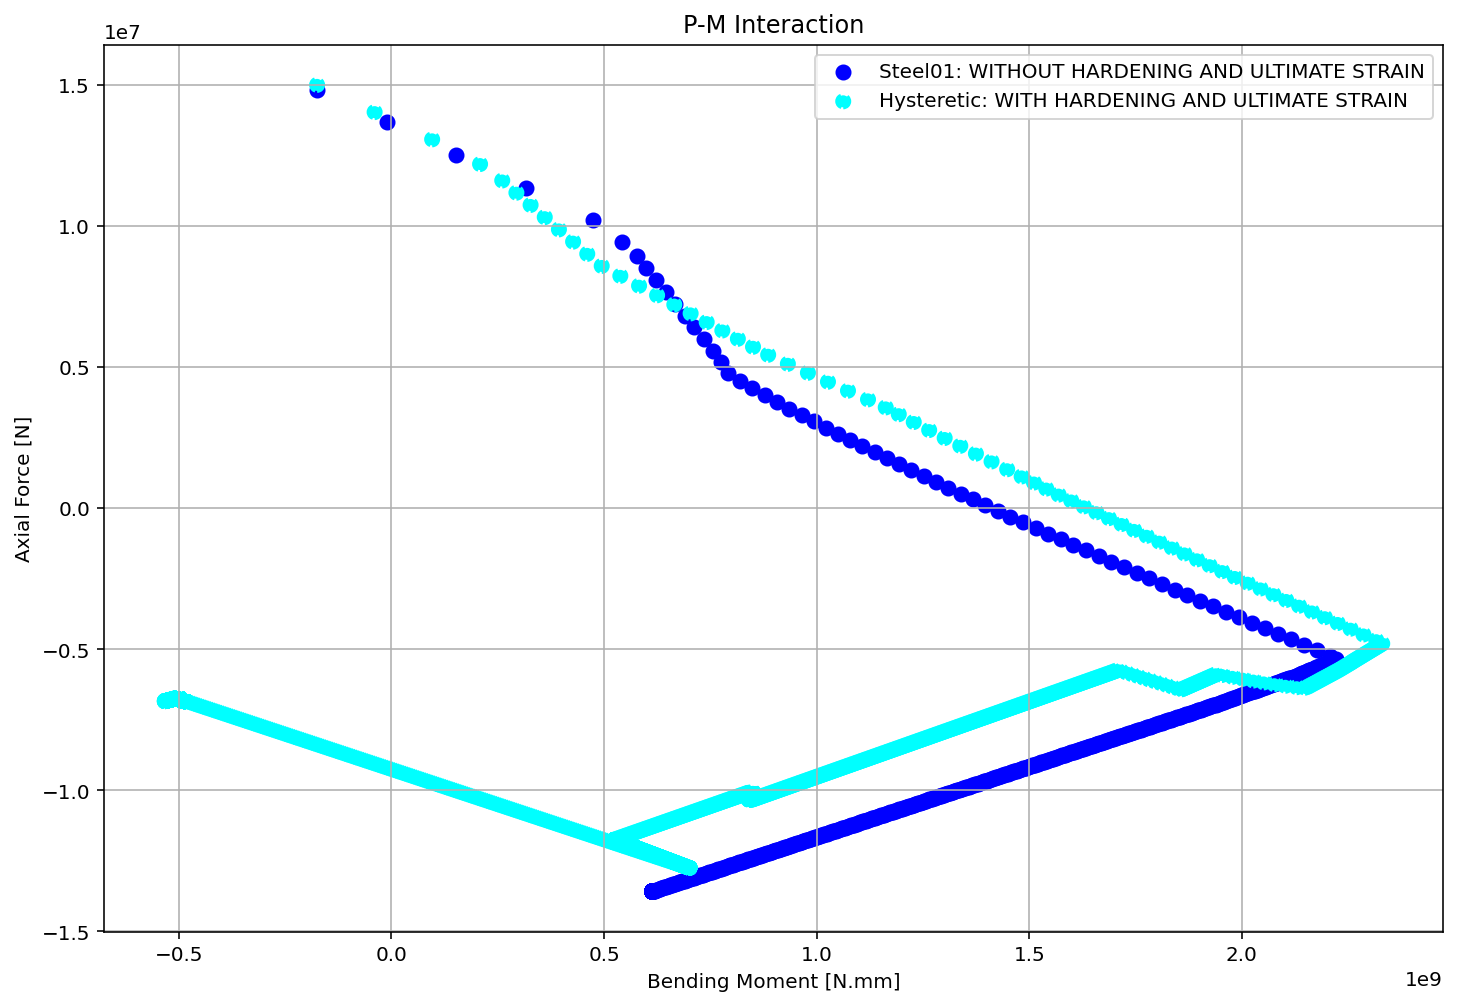 P-M Interaction
1e7
Steel01: WITHOUT HARDENING AND ULTIMATE STRAIN
Hysteretic: WITH HARDENING AND ULTIMATE STRAIN
1.5
1.0
0.5
0.0
−0.5
−1.0
−1.5
Axial Force [N]
−0.5 0.0 0.5 1.0 1.5 2.0
Bending Moment [N.mm]
1e9